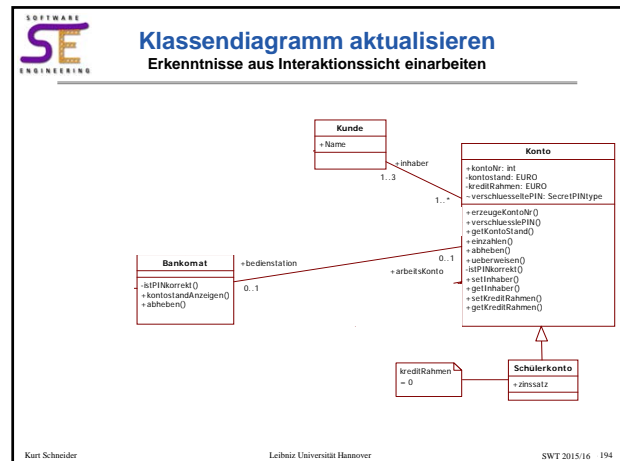 SOFTWARE
SE
ENGINEERING
Klassendiagramm aktualisieren
Erkenntnisse aus Interaktionssicht einarbeiten
Kunde
+Name
+inhaber
1..3
1..*
Konto
+kontoNr: int
-kontostand: EURO
-kreditRahmen: EURO
~verschluesseltePIN: SecretPINtype
+erzeugeKontoNr()
+verschluesslePIN()
+getKontoStand()
+einzahlen()
+abheben()
+ueberweisen()
-istPINkorrekt()
+setInhaber()
+getInhaber()
+setKreditRahmen()
+getKreditRahmen()
Bankomat
-istPINkorrekt()
+kontostandAnzeigen()
+abheben()
+bedienstation
0..1
0..1
+arbeitsKonto
kreditRahmen
= 0
Schülerkonto
+zinssatz
Kurt Schneider
Leibniz Universität Hannover
SWT 2015/16 194